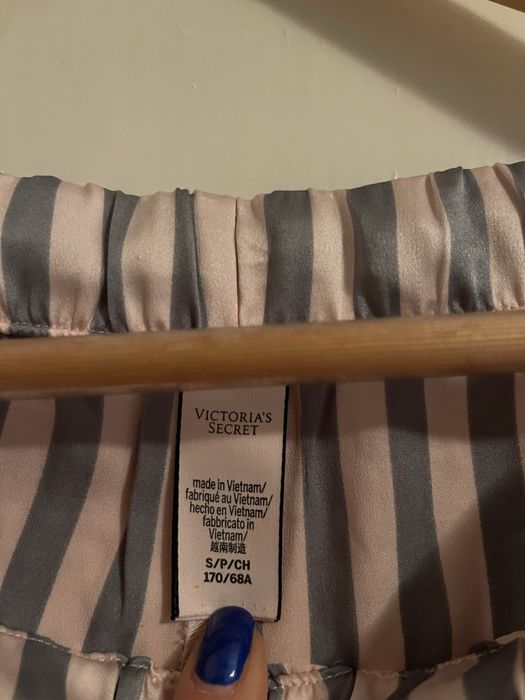 VICTORIA'S
SECRET
made in Vietnam/
fabriqué au Vietnam/
hecho en Vietnam/
fabbricato in
Vietnam/
越南制造
S/P/CH
170/68A